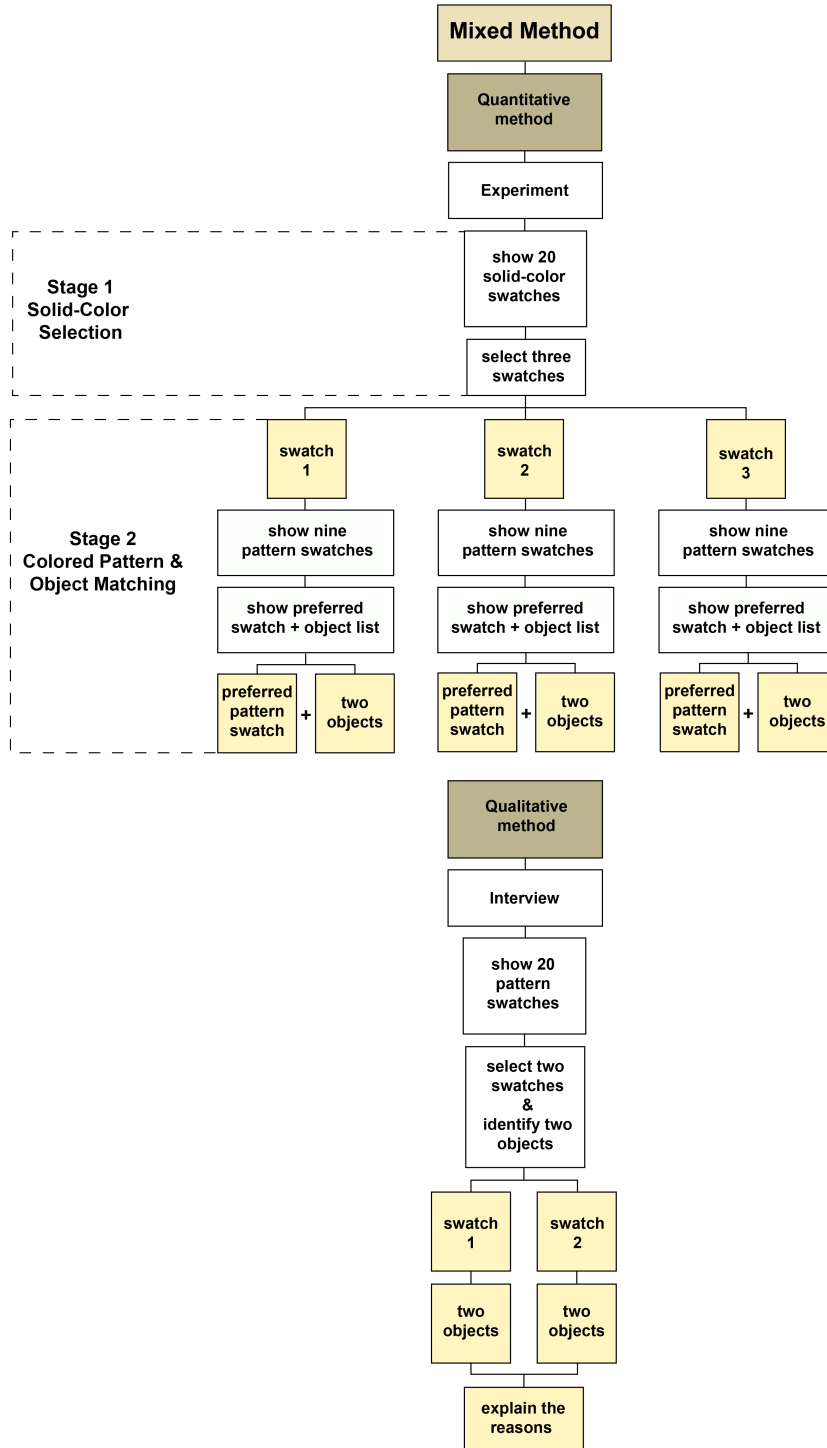 Mixed Method
Quantitative
method
Experiment
Stage 1
Solid-Color
Selection
show 20
solid-color
swatches
select three
swatches
Stage 2
Colored Pattern &
Object Matching
swatch
1
swatch
2
swatch
3
show nine
pattern swatches
show nine
pattern swatches
show nine
pattern swatches
show preferred
swatch + object list
show preferred
swatch + object list
show preferred
swatch + object list
preferred
pattern
swatch
+
two
objects
preferred
pattern
swatch
+
two
objects
preferred
pattern
swatch
+
two
objects
Qualitative
method
Interview
show 20
pattern
swatches
select two
swatches
&
identify two
objects
swatch
1
swatch
2
two
objects
two
objects
explain the
reasons